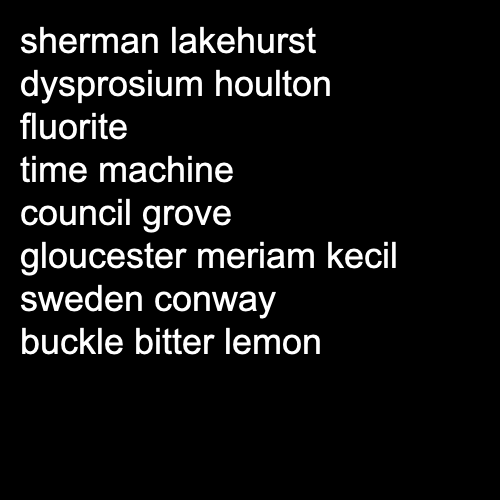 sherman lakehurst
dysprosium houlton
fluorite
time machine
council grove
gloucester meriam kecil
sweden conway
buckle bitter lemon